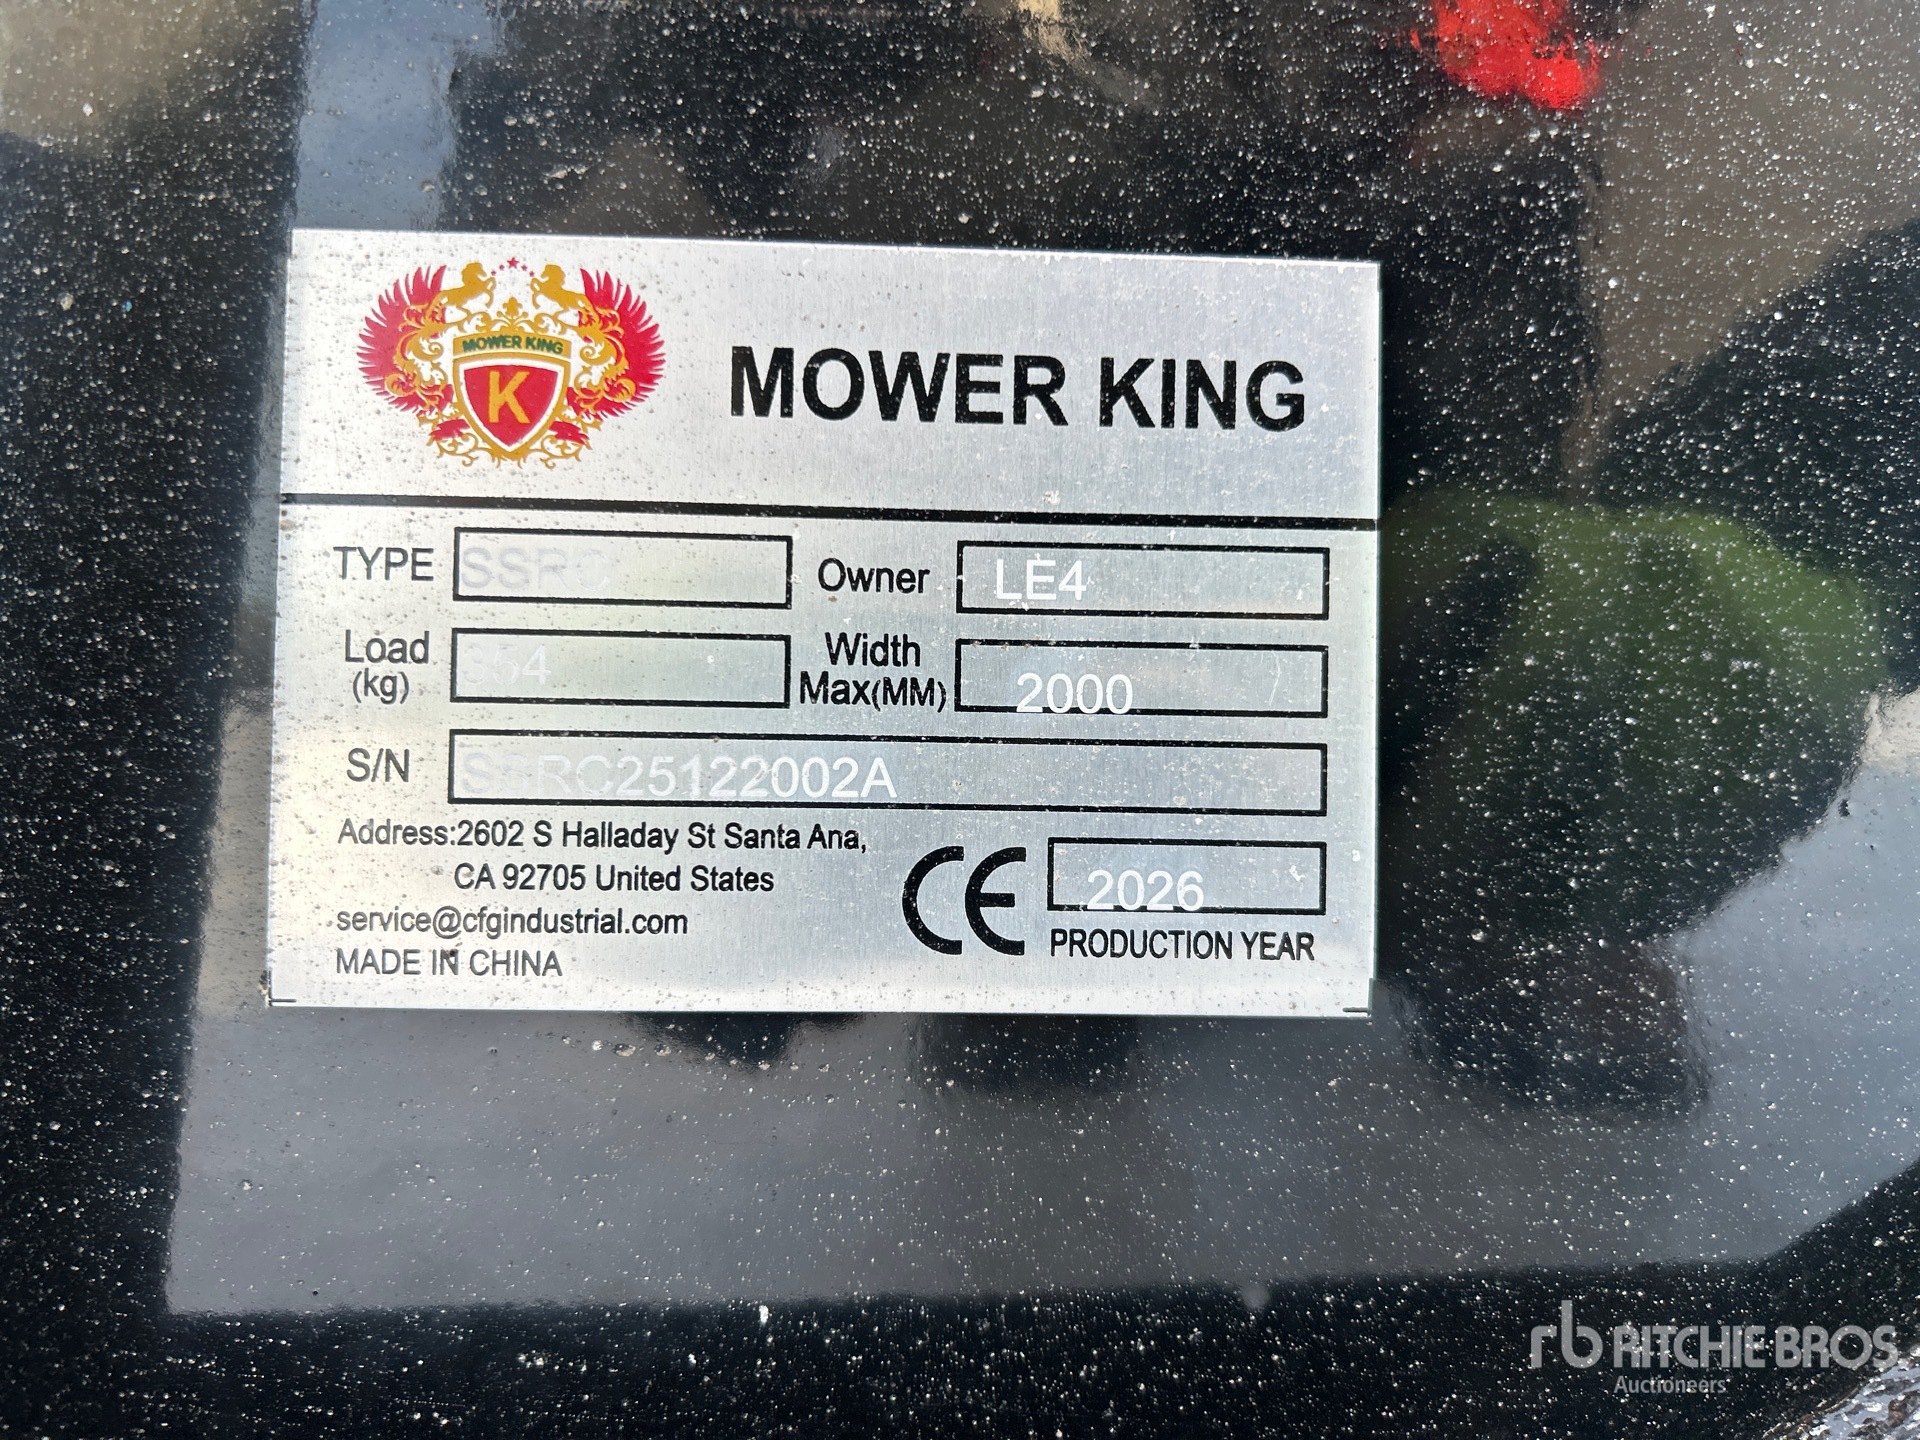 MOWER KING
K
MOWER KING
TYPE SSRC Owner LE4
Load (kg) Width Max(MM) 2000
S/N SSRC25122002A
Address:2602 S Halladay St Santa Ana,
CA 92705 United States
service@cfgindustrial.com
MADE IN CHINA
CE 2026
PRODUCTION YEAR
rb RITCHIE BROS
Auctioneers